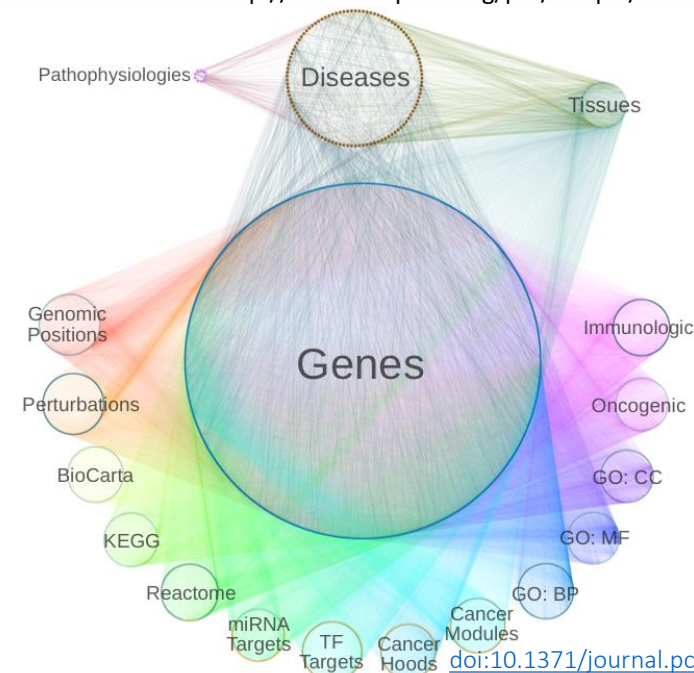 Diseases
Pathophysiologies
Tissues
Genes
Genomic
Positions
Perturbations
BioCarta
KEGG
Reactome
miRNA
Targets
TF
Targets
Cancer
Hoods
Cancer
Modules
GO: BP
GO: MF
GO: CC
Oncogenic
Immunologic
doi:10.1371/journal.pc